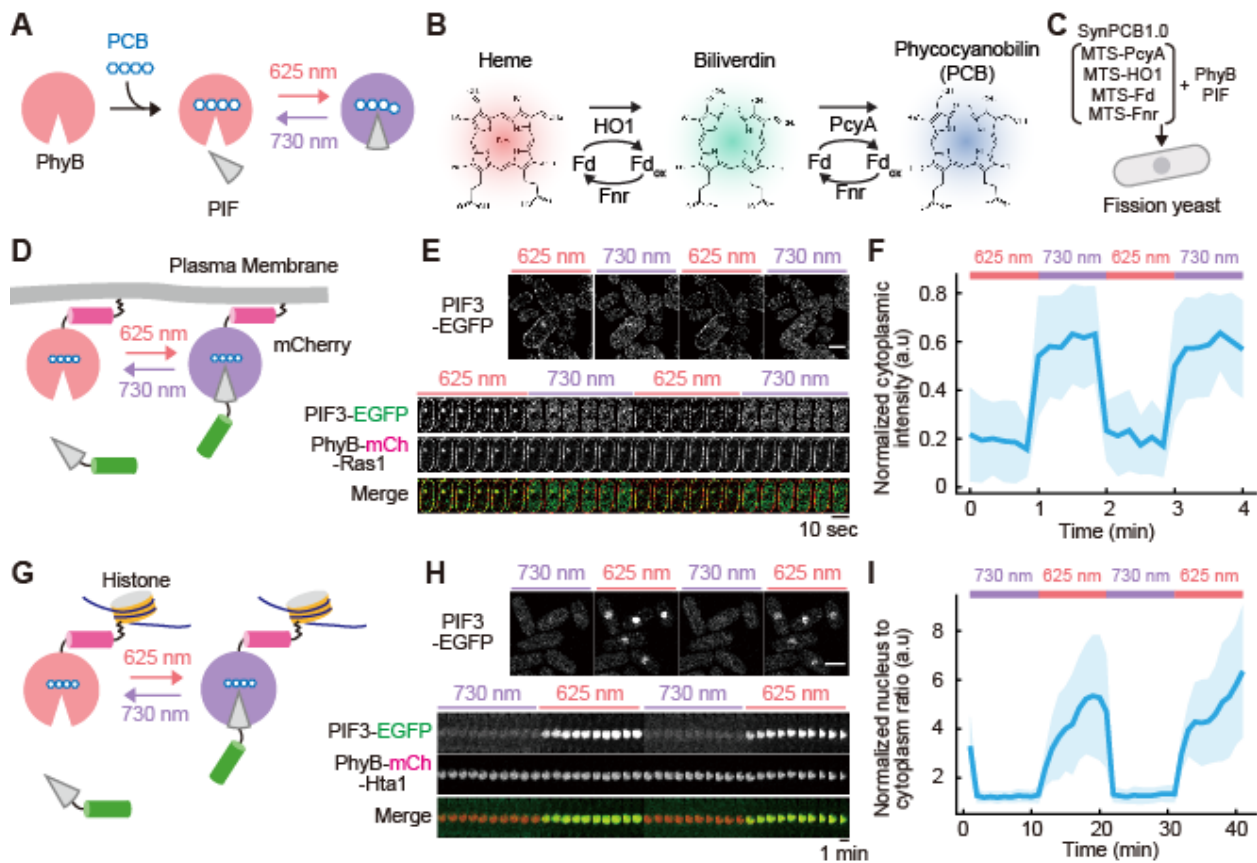 A
PCB
625 nm
730 nm
PhyB
PIF
B
Heme
Biliverdin
Phycocyanobilin
(PCB)
HO1
Fd
Fd_ox
Fnr
PcyA
Fd
Fd_ox
Fnr
C
SynPCB1.0
MTS-PcyA
MTS-HO1
MTS-Fd
MTS-Fnr
+ PhyB
PIF
Fission yeast
D
Plasma Membrane
625 nm
730 nm
mCherry
E
625 nm 730 nm 625 nm 730 nm
PIF3
-EGFP
625 nm 730 nm 625 nm 730 nm
PIF3-EGFP
PhyB-mCh
-Ras1
Merge
10 sec
F
625 nm 730 nm 625 nm 730 nm
Normalized cytoplasmic
intensity (a.u)
0.8
0.6
0.4
0.2
0
0 1 2 3 4
Time (min)
G
Histone
625 nm
730 nm
H
730 nm 625 nm 730 nm 625 nm
PIF3
-EGFP
730 nm 625 nm 730 nm 625 nm
PIF3-EGFP
PhyB-mCh
-Hta1
Merge
1 min
I
730 nm 625 nm 730 nm 625 nm
Normalized nucleus to
cytoplasm ratio (a.u)
8
6
4
2
0 10 20 30 40
Time (min)